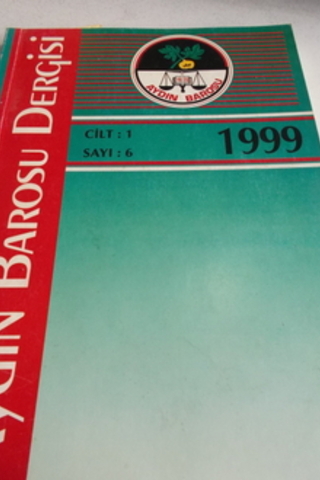 AYDIN BAROSU DERGİSİ
AYDIN BAROSU
CİLT : 1
SAYI : 6
1999